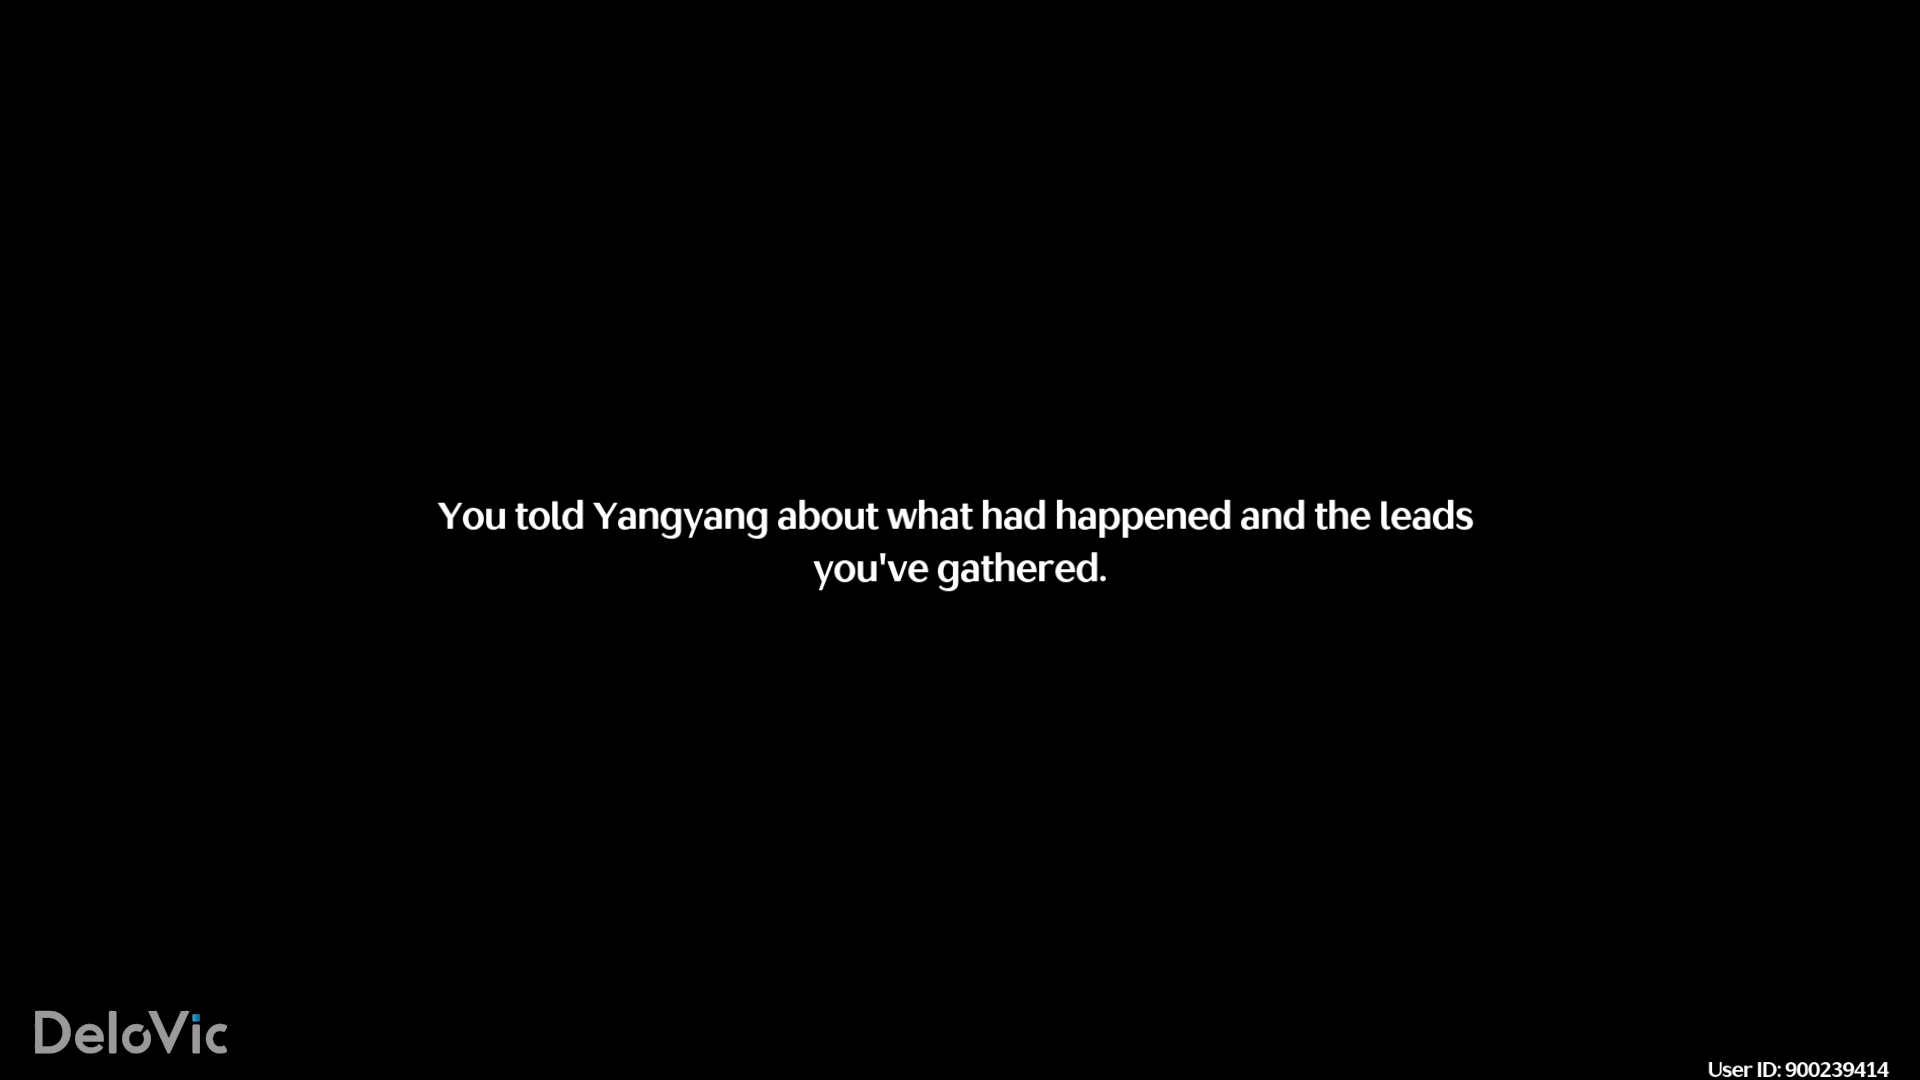 You told Yangyang about what had happened and the leads
you've gathered.
DeloVic
User ID: 900239414